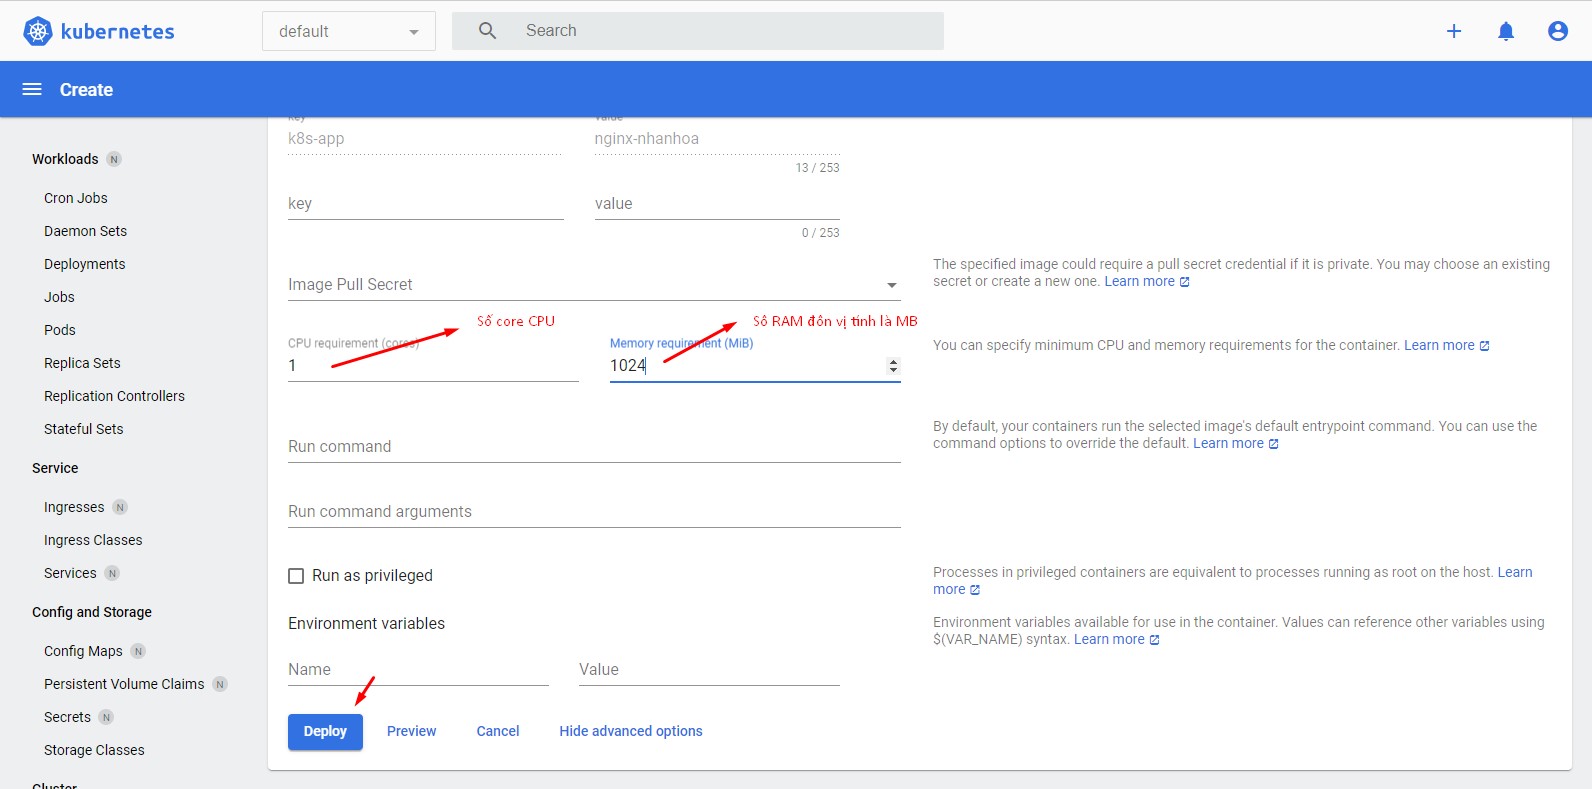 kubernetes
default
Search
Create
Workloads N
Cron Jobs
Daemon Sets
Deployments
Jobs
Pods
Replica Sets
Replication Controllers
Stateful Sets
Service
Ingresses N
Ingress Classes
Services N
Config and Storage
Config Maps N
Persistent Volume Claims N
Secrets N
Storage Classes
Cluster
key value
k8s-app nginx-nhanhoa
13 / 253
key value
0 / 253
Image Pull Secret
The specified image could require a pull secret credential if it is private. You may choose an existing
secret or create a new one. Learn more
Số core CPU
Số RAM đôn vị tính là MB
CPU requirement (cores) Memory requirement (MiB)
1 1024
You can specify minimum CPU and memory requirements for the container. Learn more
Run command
By default, your containers run the selected image's default entrypoint command. You can use the
command options to override the default. Learn more
Run command arguments
Run as privileged
Processes in privileged containers are equivalent to processes running as root on the host. Learn
more
Environment variables
Environment variables available for use in the container. Values can reference other variables using
$(VAR_NAME) syntax. Learn more
Name Value
Deploy Preview Cancel Hide advanced options